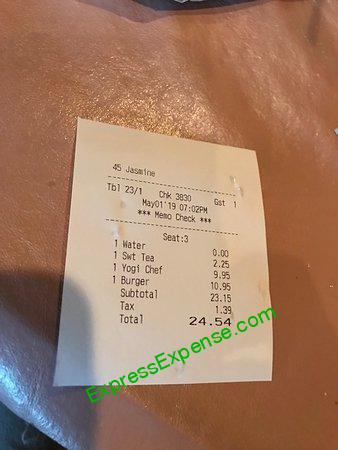 45 Jasmine
Tbl 23/1 Chk 3830 Gst 1
May01'19 07:02PM
*** Memo Check ***
Seat:3
1 Water 0.00
1 Swt Tea 2.25
1 Yogi Chef 9.95
1 Burger 10.95
Subtotal 23.15
Tax 1.39
Total 24.54
ExpressExpense.com